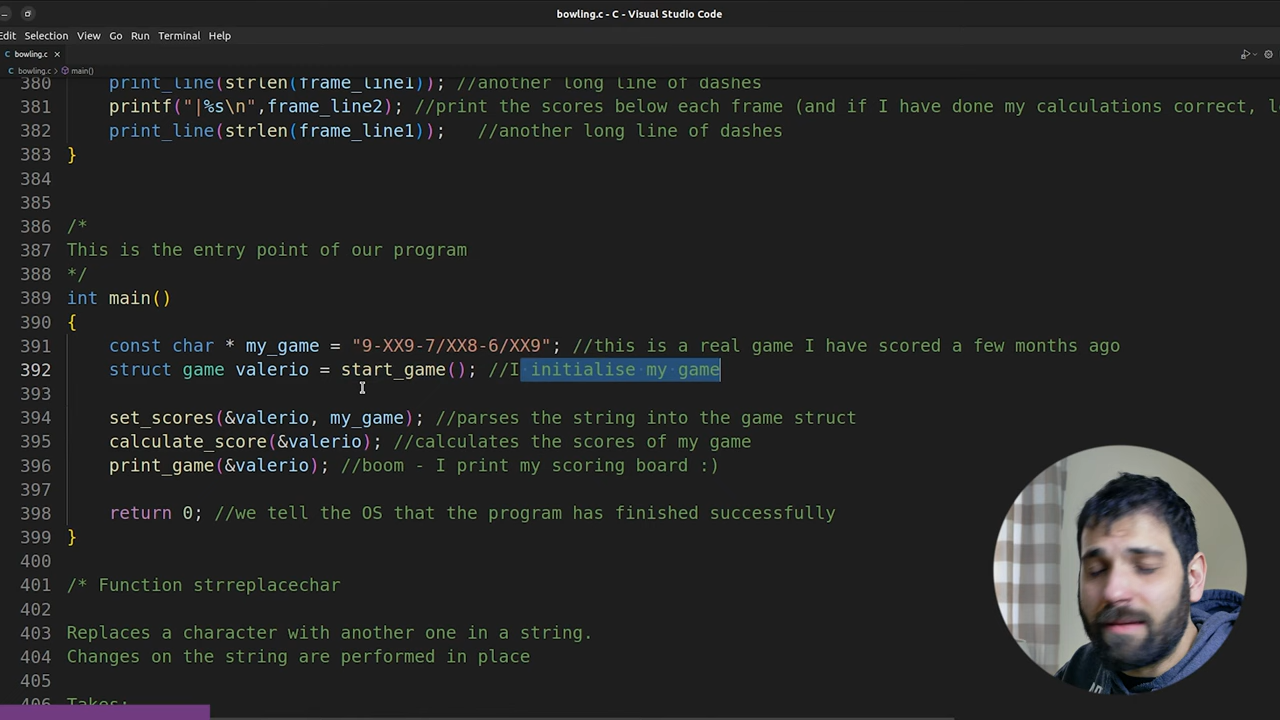 bowling.c - C - Visual Studio Code
Edit Selection View Go Run Terminal Help
C bowling.c ×
C bowling.c > main()
380 print_line(strlen(frame_line1)); //another long line of dashes
381 printf("|%s\n",frame_line2); //print the scores below each frame (and if I have done my calculations correct,
382 print_line(strlen(frame_line1)); //another long line of dashes
383 }
384
385
386 /*
387 This is the entry point of our program
388 */
389 int main()
390 {
391 const char * my_game = "9-XX9-7/XX8-6/XX9"; //this is a real game I have scored a few months ago
392 struct game valerio = start_game(); //I initialise my game
393
394 set_scores(&valerio, my_game); //parses the string into the game struct
395 calculate_score(&valerio); //calculates the scores of my game
396 print_game(&valerio); //boom - I print my scoring board :)
397
398 return 0; //we tell the OS that the program has finished successfully
399 }
400
401 /* Function strreplacechar
402
403 Replaces a character with another one in a string.
404 Changes on the string are performed in place
405
406 Takes: